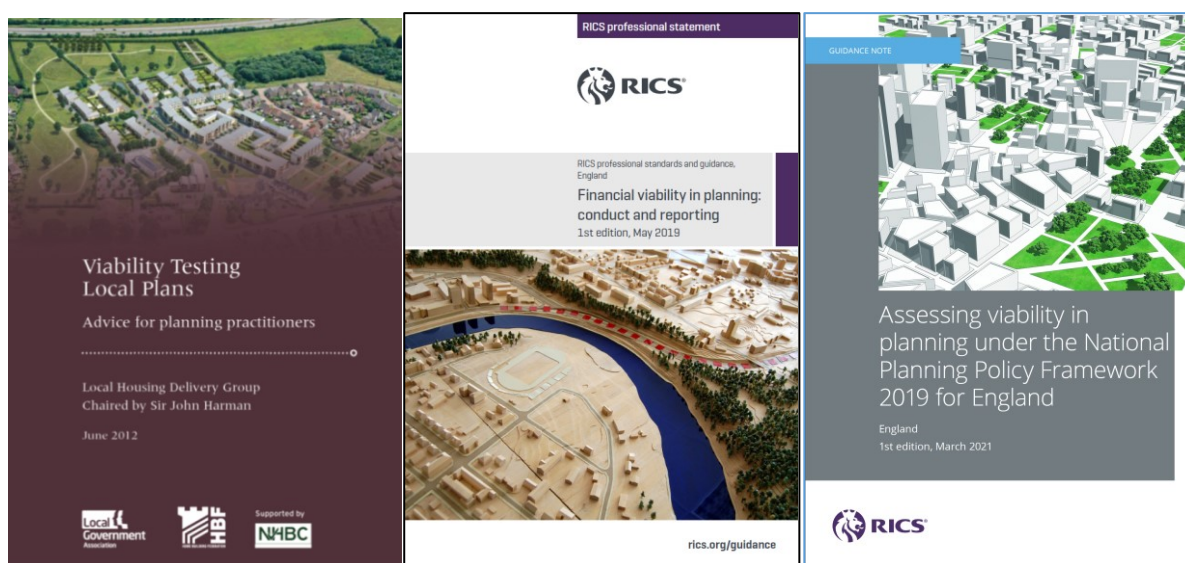 Viability Testing
Local Plans
Advice for planning practitioners
Local Housing Delivery Group
Chaired by Sir John Harman
June 2012
Local
Government
Association
HBF
HOME BUILDERS FEDERATION
Supported by
NHBC
RICS professional statement
RICS
RICS professional standards and guidance,
England
Financial viability in planning:
conduct and reporting
1st edition, May 2019
rics.org/guidance
GUIDANCE NOTE
Assessing viability in
planning under the National
Planning Policy Framework
2019 for England
England
1st edition, March 2021
RICS